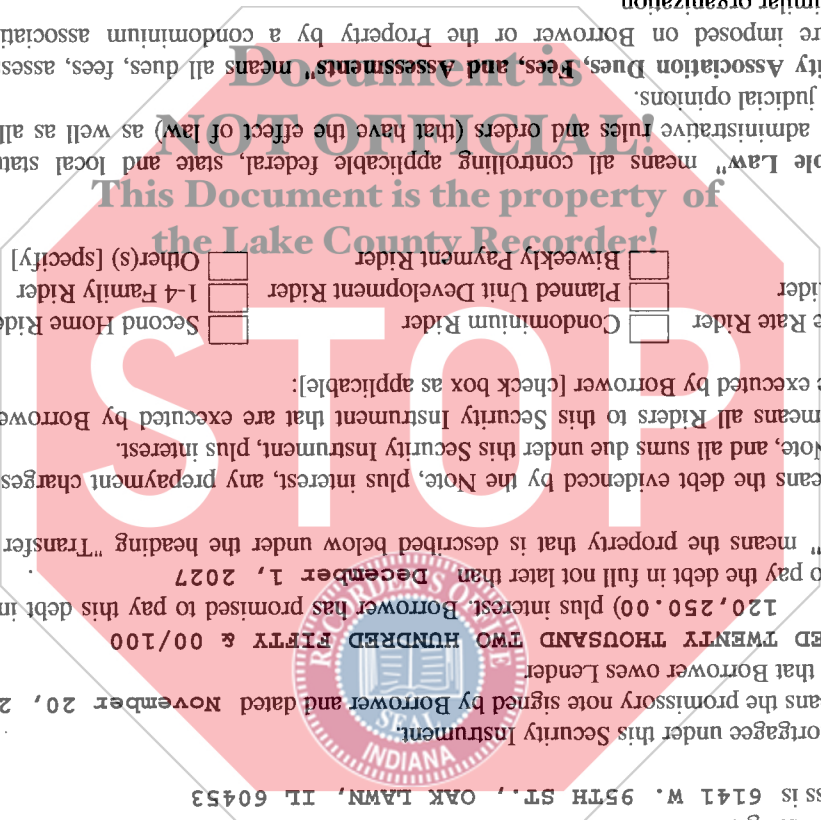 ss is 6141 W. 95TH ST., OAK LAWN, IL 60453
ortgagee under this Security Instrument.
ans the promissory note signed by Borrower and dated November 20, 2
that Borrower owes Lender
ED TWENTY THOUSAND TWO HUNDRED FIFTY & 00/100
120,250.00) plus interest. Borrower has promised to pay this debt in
o pay the debt in full not later than December 1, 2027 .
" means the property that is described below under the heading "Transfer
eans the debt evidenced by the Note, plus interest, any prepayment charges
Note, and all sums due under this Security Instrument, plus interest.
means all Riders to this Security Instrument that are executed by Borrowe
e executed by Borrower [check box as applicable]:
e Rate Rider Condominium Rider Second Home Ride
ider Planned Unit Development Rider 1-4 Family Rider
Biweekly Payment Rider Other(s) [specify]
ble Law" means all controlling applicable federal, state and local statu
administrative rules and orders (that have the effect of law) as well as all
judicial opinions.
ity Association Dues, Fees, and Assessments" means all dues, fees, assess
re imposed on Borrower or the Property by a condominium associati
milar organization
Document is
NOT OFFICIAL!
This Document is the property of
the Lake County Recorder!
STOP
RECORDER'S OFFICE
SEAL
INDIANA